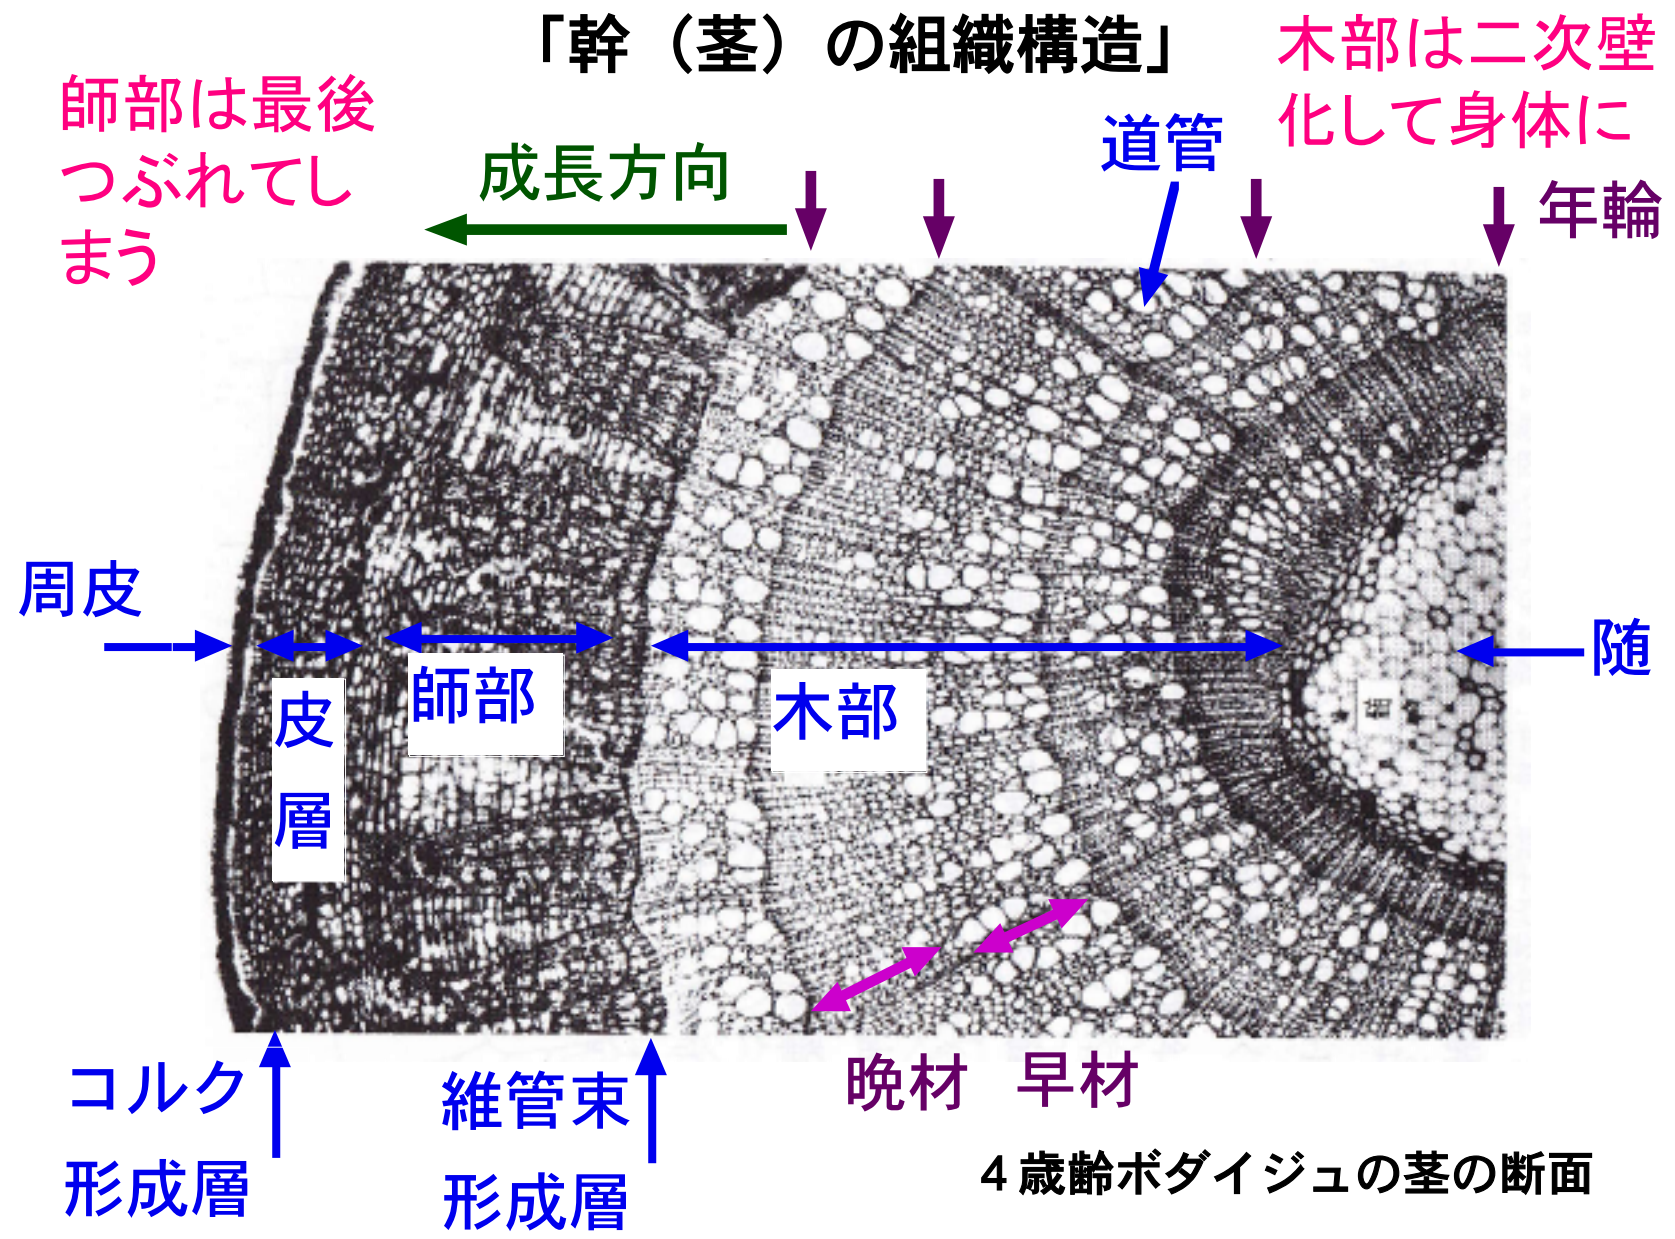 「幹（茎）の組織構造」
木部は二次壁
化して身体に
師部は最後
つぶれてし
まう
成長方向
道管
年輪
周皮
師部
木部
皮
層
随
コルク
形成層
維管束
形成層
晩材
早材
４歳齢ボダイジュの茎の断面